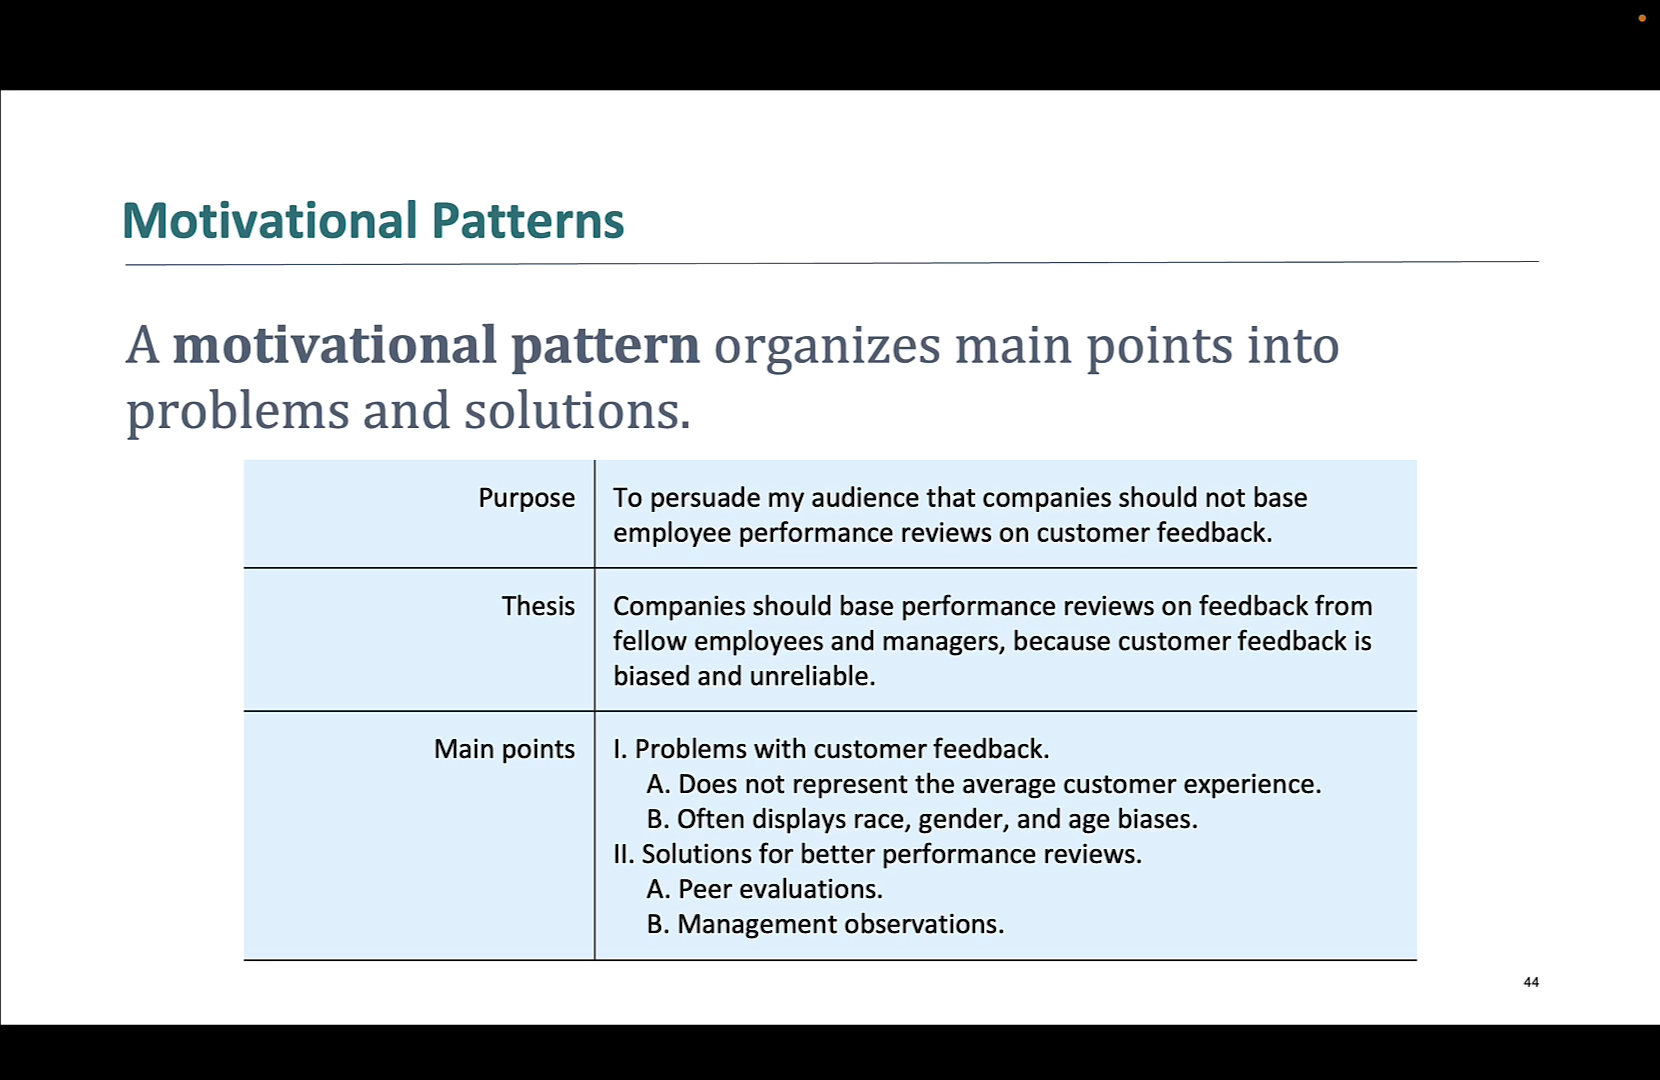 Motivational Patterns
A motivational pattern organizes main points into
problems and solutions.
Purpose
To persuade my audience that companies should not base
employee performance reviews on customer feedback.
Thesis
Companies should base performance reviews on feedback from
fellow employees and managers, because customer feedback is
biased and unreliable.
Main points
I. Problems with customer feedback.
A. Does not represent the average customer experience.
B. Often displays race, gender, and age biases.
II. Solutions for better performance reviews.
A. Peer evaluations.
B. Management observations.
44